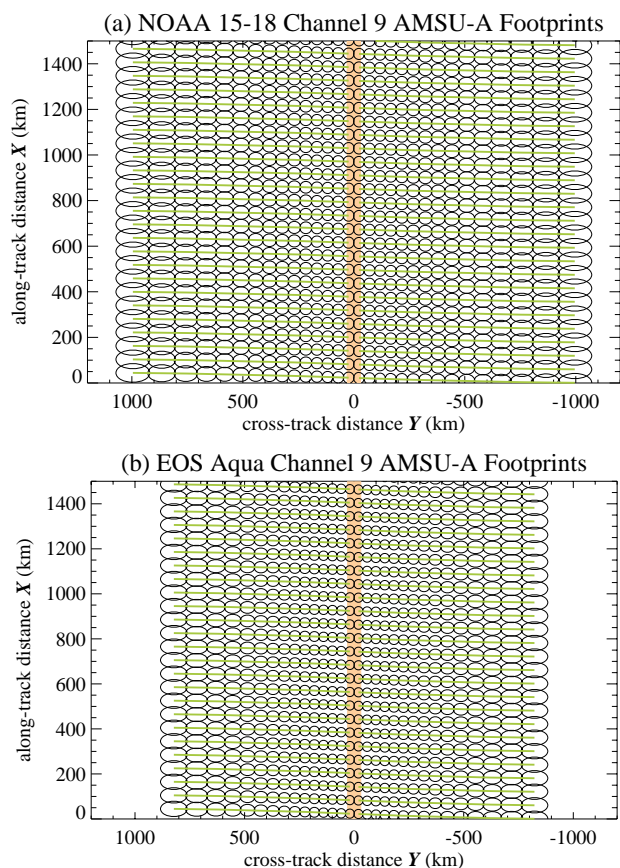 (a) NOAA 15-18 Channel 9 AMSU-A Footprints
1400
1200
1000
800
600
400
200
0
along-track distance X (km)
1000 500 0 -500 -1000
cross-track distance Y (km)
(b) EOS Aqua Channel 9 AMSU-A Footprints
1400
1200
1000
800
600
400
200
0
along-track distance X (km)
1000 500 0 -500 -1000
cross-track distance Y (km)